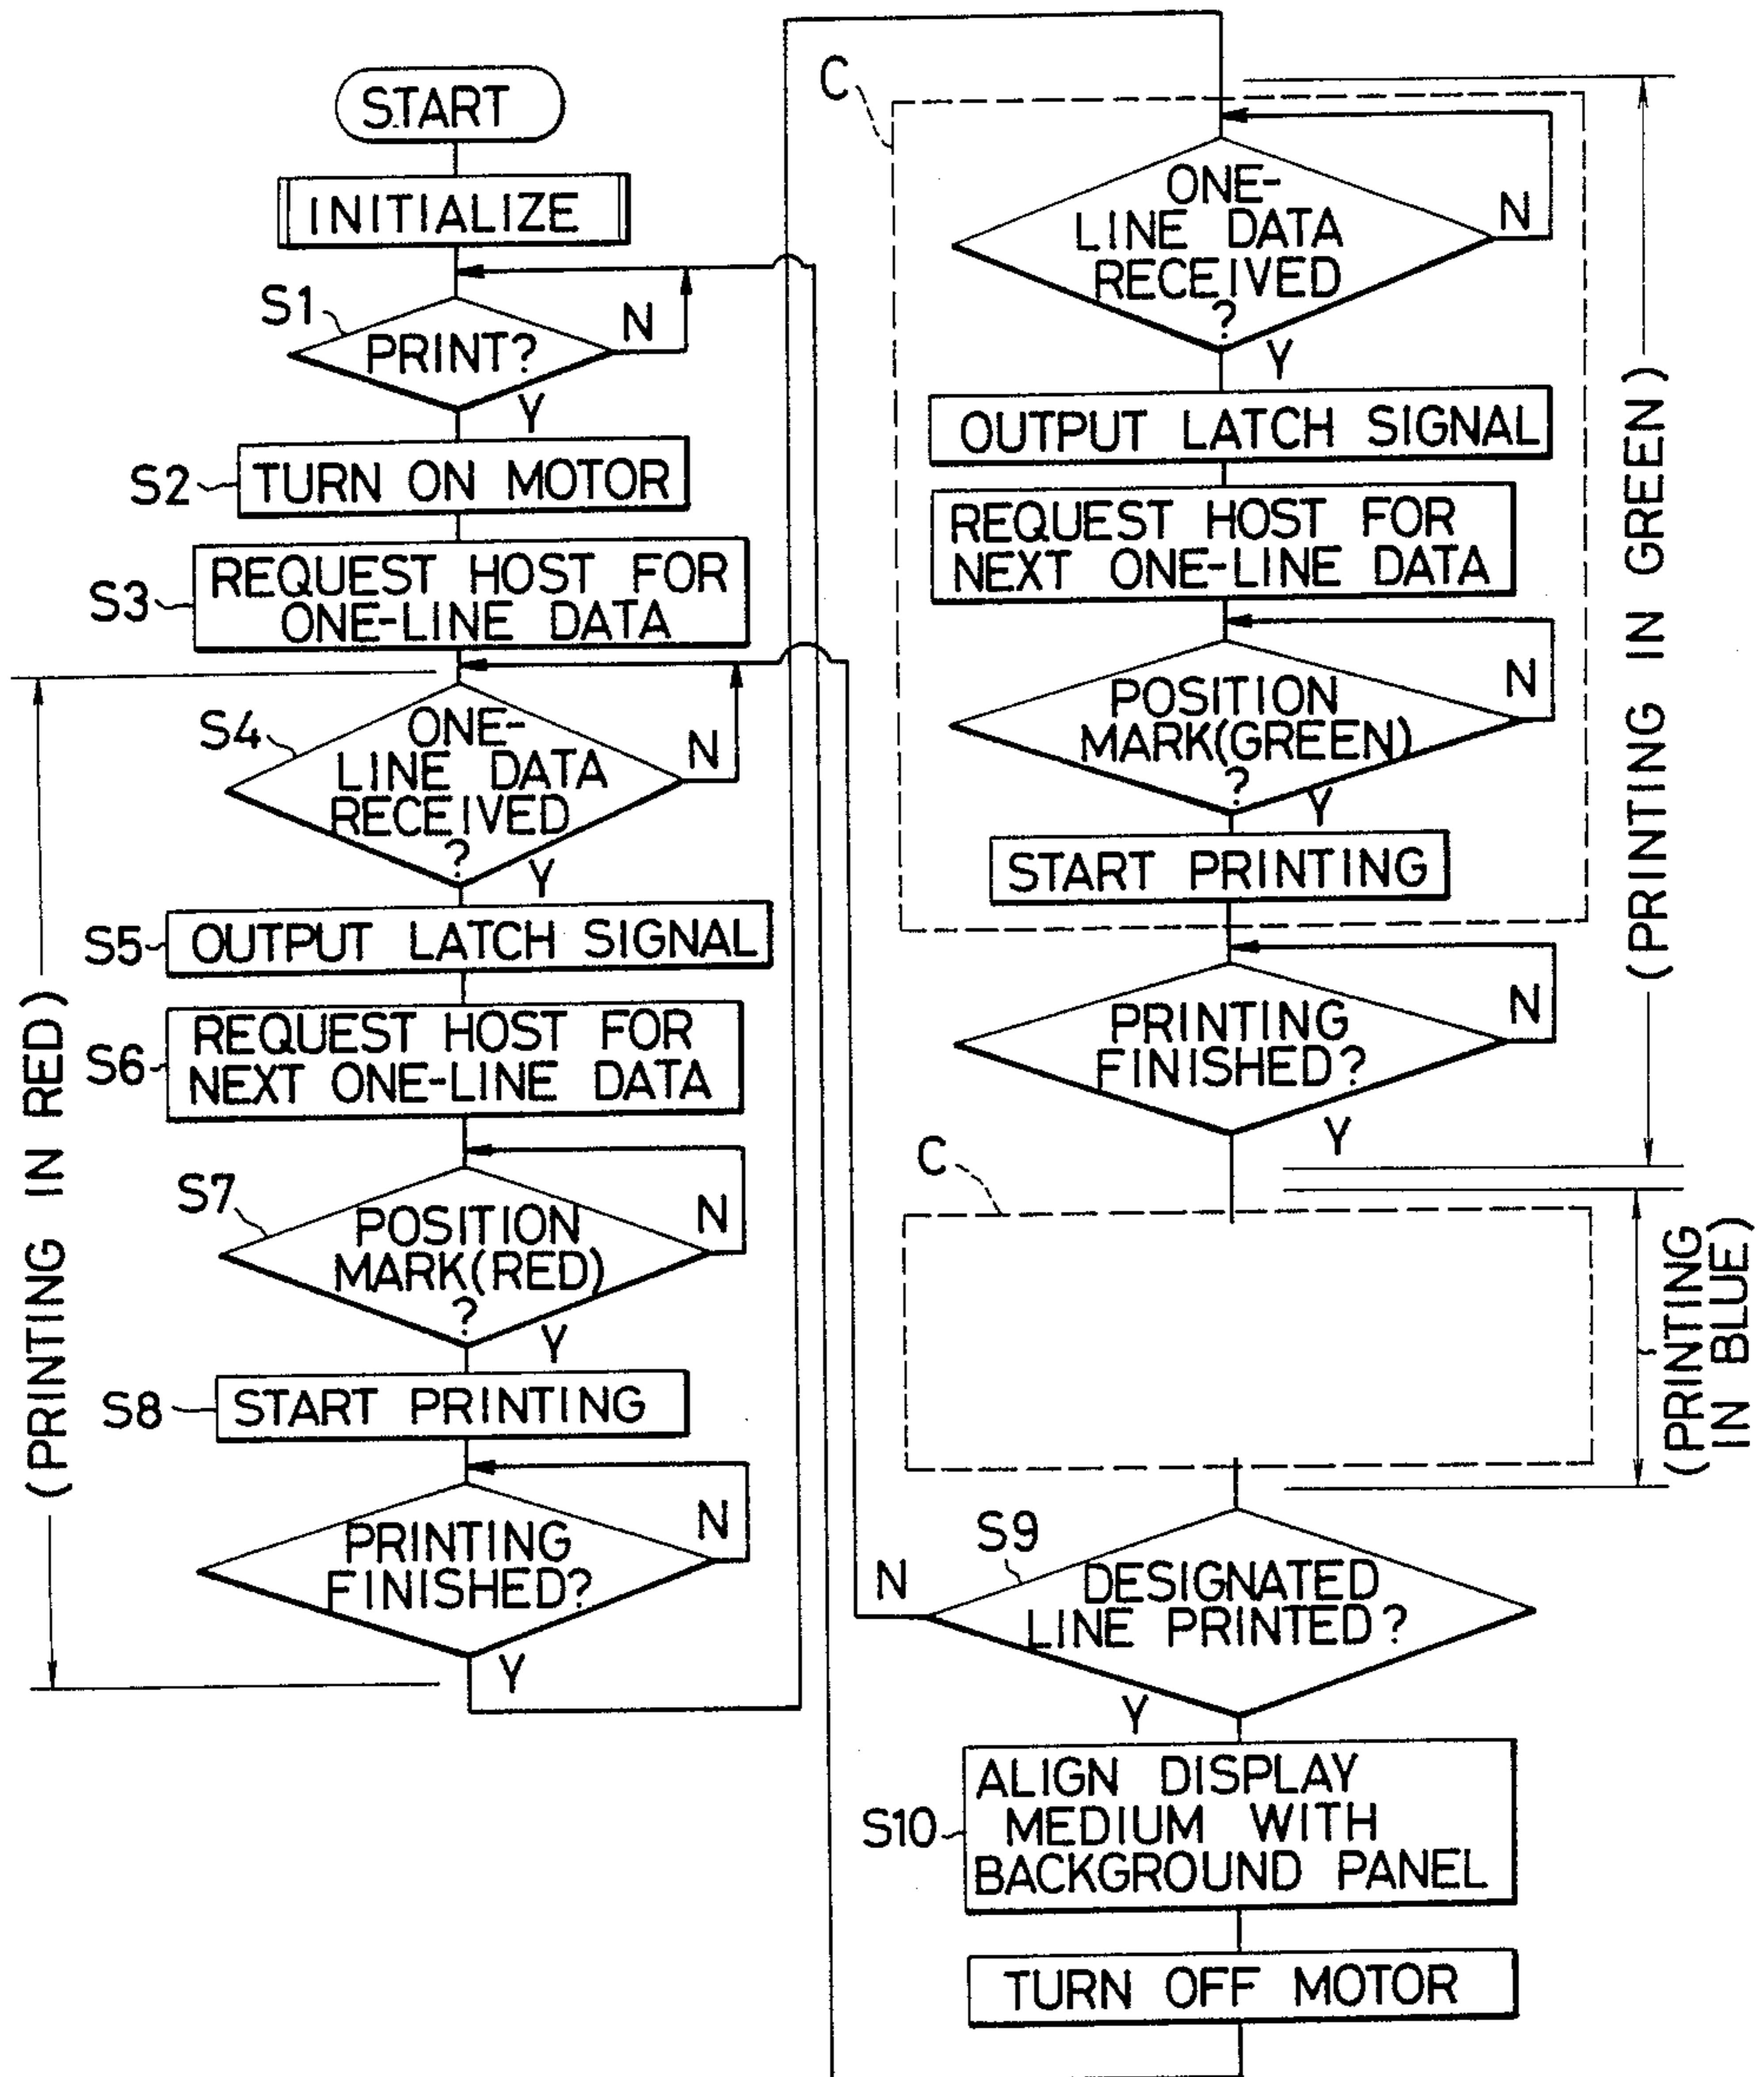 START
INITIALIZE
S1
PRINT?
N
Y
S2
TURN ON MOTOR
S3
REQUEST HOST FOR
ONE-LINE DATA
S4
ONE-
LINE DATA
RECEIVED
?
N
Y
S5
OUTPUT LATCH SIGNAL
S6
REQUEST HOST FOR
NEXT ONE-LINE DATA
S7
POSITION
MARK(RED)
?
N
Y
S8
START PRINTING
PRINTING
FINISHED?
N
Y
(PRINTING IN RED)
C
ONE-
LINE DATA
RECEIVED
?
N
Y
OUTPUT LATCH SIGNAL
REQUEST HOST FOR
NEXT ONE-LINE DATA
POSITION
MARK(GREEN)
?
N
Y
START PRINTING
PRINTING
FINISHED?
N
Y
(PRINTING IN GREEN)
C
(PRINTING
IN BLUE)
S9
DESIGNATED
LINE PRINTED?
N
Y
S10
ALIGN DISPLAY
MEDIUM WITH
BACKGROUND PANEL
TURN OFF MOTOR